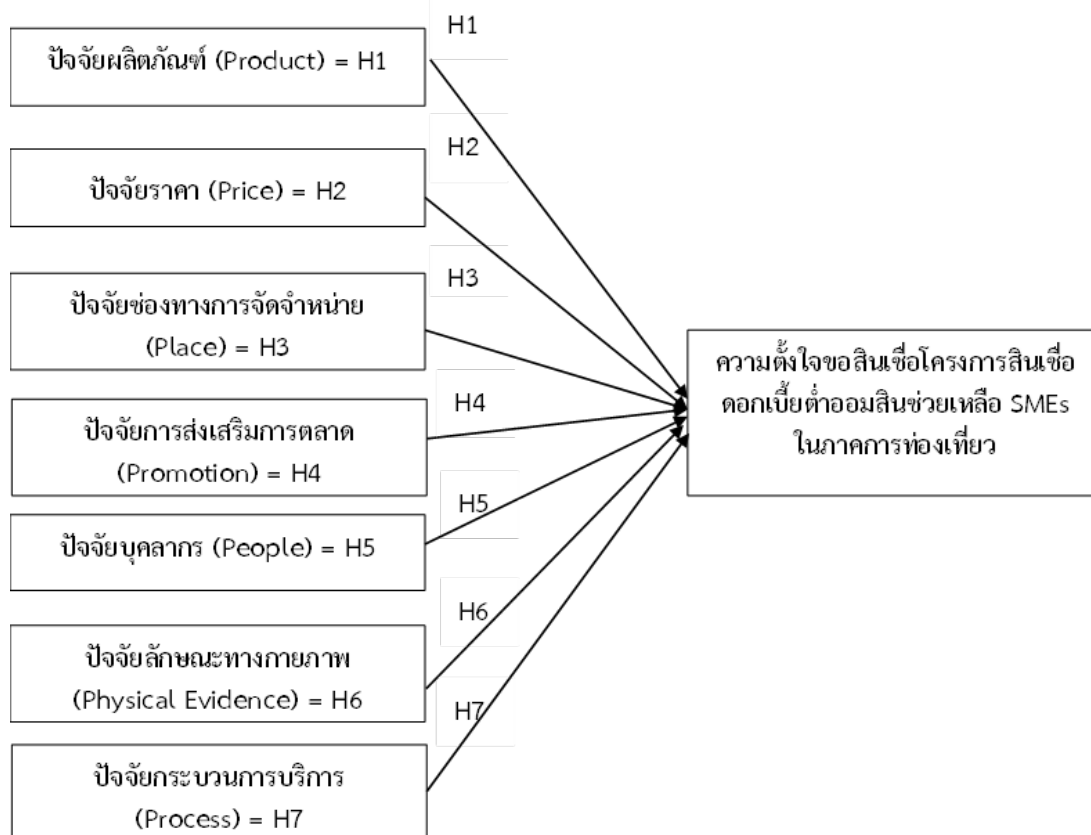 H1
ปัจจัยผลิตภัณฑ์ (Product) = H1
H2
ปัจจัยราคา (Price) = H2
H3
ปัจจัยช่องทางการจัดจำหน่าย
(Place) = H3
H4
ปัจจัยการส่งเสริมการตลาด
(Promotion) = H4
H5
ปัจจัยบุคลากร (People) = H5
H6
ปัจจัยลักษณะทางกายภาพ
(Physical Evidence) = H6
H7
ปัจจัยกระบวนการบริการ
(Process) = H7
ความตั้งใจขอสินเชื่อโครงการสินเชื่อ
ดอกเบี้ยต่ำออมสินช่วยเหลือ SMEs
ในภาคการท่องเที่ยว